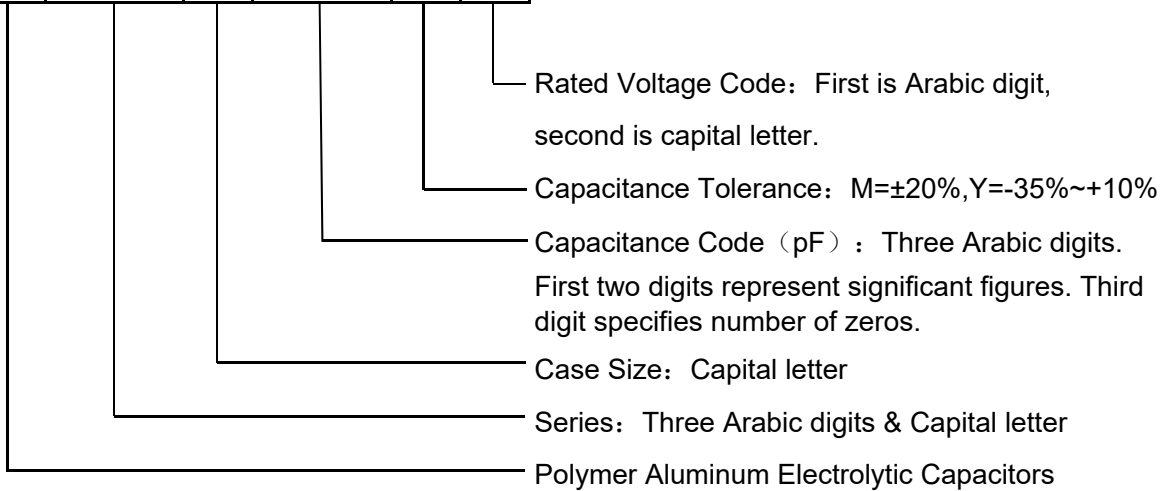 Rated Voltage Code：First is Arabic digit,
second is capital letter.
Capacitance Tolerance：M=±20%,Y=-35%~+10%
Capacitance Code（pF）：Three Arabic digits.
First two digits represent significant figures. Third
digit specifies number of zeros.
Case Size：Capital letter
Series：Three Arabic digits & Capital letter
Polymer Aluminum Electrolytic Capacitors